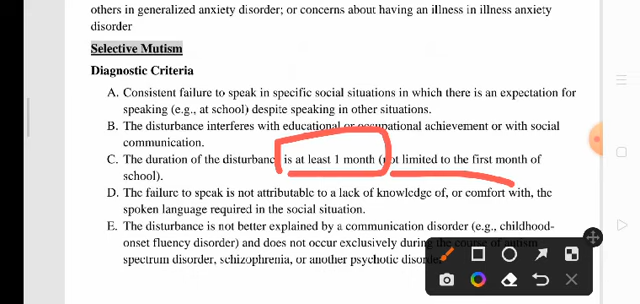 others in generalized anxiety disorder; or concerns about having an illness in illness anxiety
disorder
Selective Mutism
Diagnostic Criteria
A. Consistent failure to speak in specific social situations in which there is an expectation for
speaking (e.g., at school) despite speaking in other situations.
B. The disturbance interferes with educational or occupational achievement or with social
communication.
C. The duration of the disturbance is at least 1 month (not limited to the first month of
school).
D. The failure to speak is not attributable to a lack of knowledge of, or comfort with, the
spoken language required in the social situation.
E. The disturbance is not better explained by a communication disorder (e.g., childhood-
onset fluency disorder) and does not occur exclusively during the course of autism
spectrum disorder, schizophrenia, or another psychotic disorder.